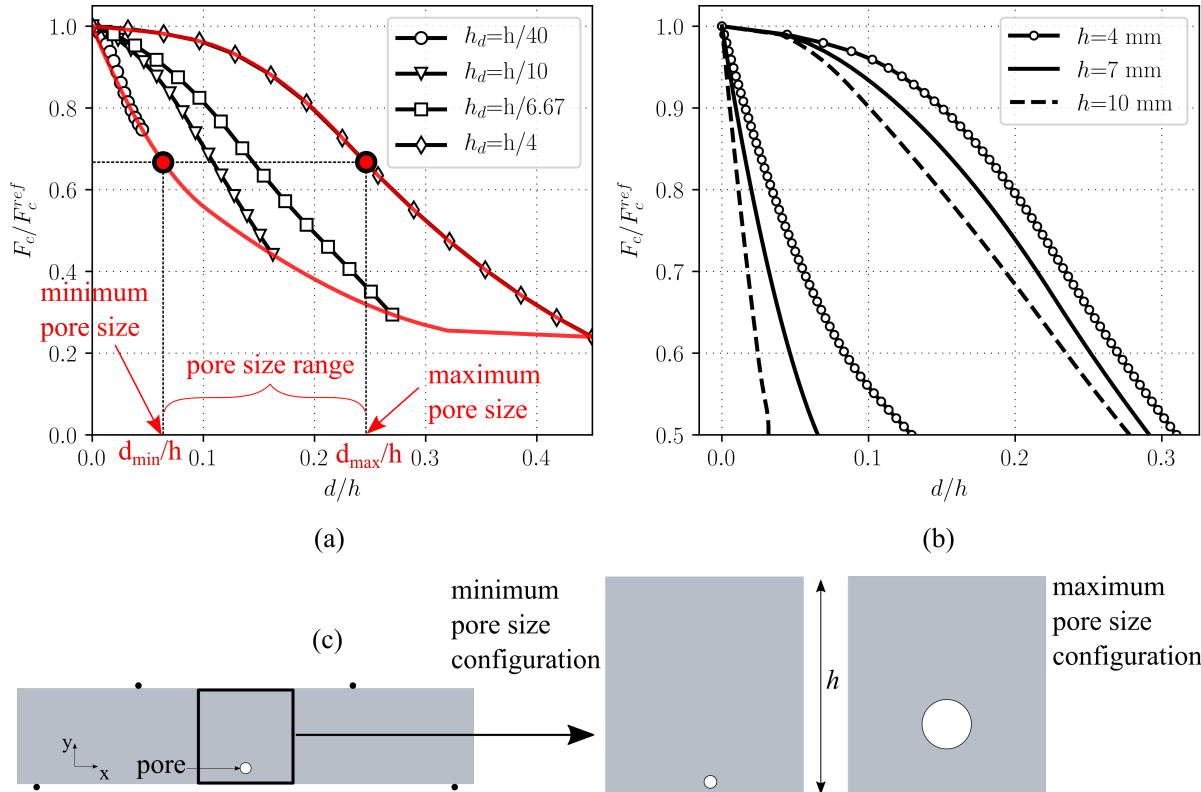 1.0
0.8
0.6
0.4
0.2
0.0
F_c/F_c^{ref}
h_d=h/40
h_d=h/10
h_d=h/6.67
h_d=h/4
minimum
pore size
pore size range
maximum
pore size
0.0 0.1 0.2 0.3 0.4
d_min/h d_max/h
d/h
(a)
1.0
0.9
0.8
0.7
0.6
0.5
F_c/F_c^{ref}
h=4 mm
h=7 mm
h=10 mm
0.0 0.1 0.2 0.3
d/h
(b)
(c)
y
x
pore
minimum
pore size
configuration
h
maximum
pore size
configuration